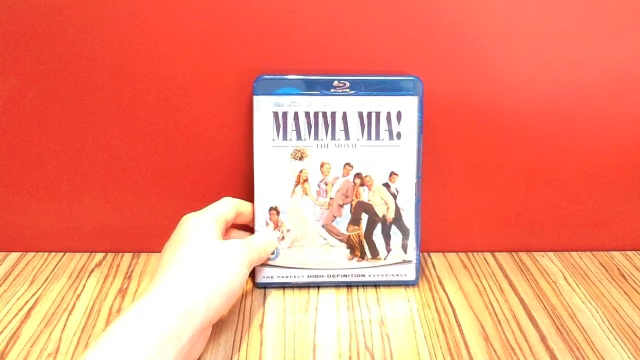 MAMMA MIA!
THE MOVIE
THE PERFECT HIGH-DEFINITION EXPERIENCE